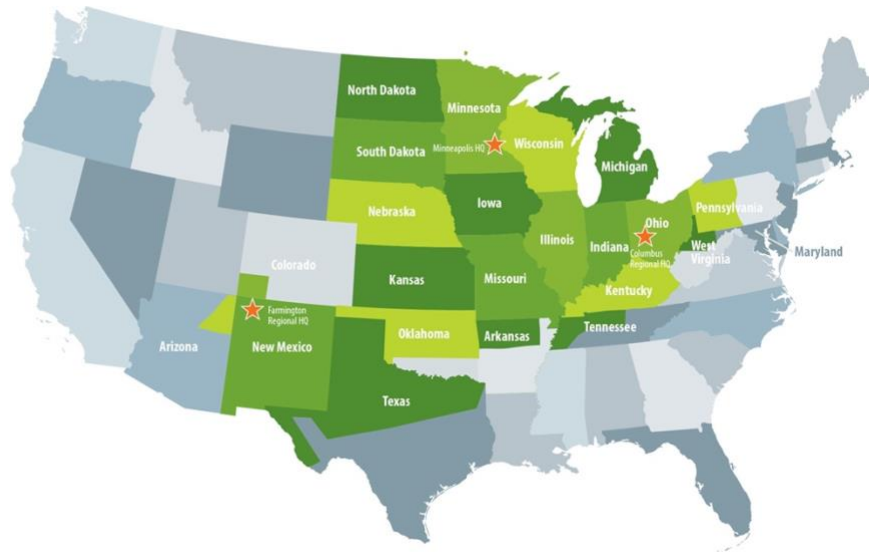 North Dakota
Minnesota
Minneapolis HQ
Wisconsin
South Dakota
Michigan
Iowa
Nebraska
Pennsylvania
Ohio
Illinois
Indiana
Columbus
Regional HQ
West
Virginia
Maryland
Colorado
Kansas
Missouri
Kentucky
Farmington
Regional HQ
Oklahoma
Arkansas
Tennessee
Arizona
New Mexico
Texas